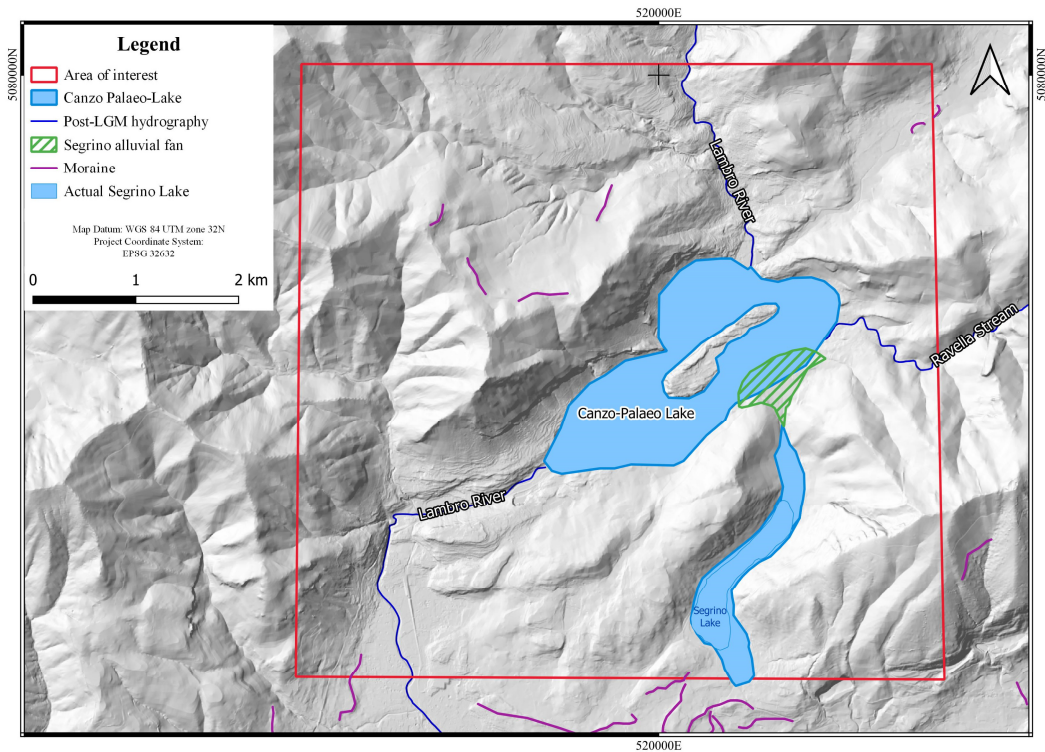 520000E
5080000N
5080000N
Legend
Area of interest
Canzo Palaeo-Lake
Post-LGM hydrography
Segrino alluvial fan
Moraine
Actual Segrino Lake
Map Datum: WGS 84 UTM zone 32N
Project Coordinate System:
EPSG 32632
0 1 2 km
Lambro River
Ravella Stream
Canzo-Palaeo Lake
Lambro River
Segrino
Lake
520000E